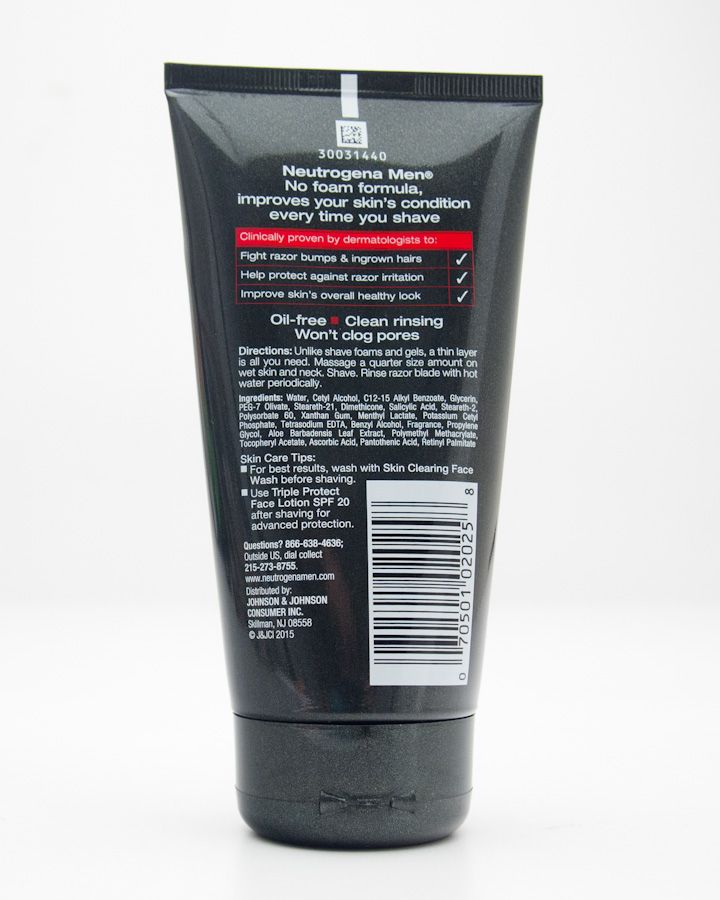 30031440
Neutrogena Men®
No foam formula,
improves your skin's condition
every time you shave
Clinically proven by dermatologists to:
Fight razor bumps & ingrown hairs ✓
Help protect against razor irritation ✓
Improve skin's overall healthy look ✓
Oil-free ■ Clean rinsing
Won't clog pores
Directions: Unlike shave foams and gels, a thin layer
is all you need. Massage a quarter size amount on
wet skin and neck. Shave. Rinse razor blade with hot
water periodically.
Ingredients: Water, Cetyl Alcohol, C12-15 Alkyl Benzoate, Glycerin,
PEG-7 Olivate, Steareth-21, Dimethicone, Salicylic Acid, Steareth-2,
Polysorbate 60, Xanthan Gum, Menthyl Lactate, Potassium Cetyl
Phosphate, Tetrasodium EDTA, Benzyl Alcohol, Fragrance, Propylene
Glycol, Aloe Barbadensis Leaf Extract, Polymethyl Methacrylate,
Tocopheryl Acetate, Ascorbic Acid, Pantothenic Acid, Retinyl Palmitate
Skin Care Tips:
■ For best results, wash with Skin Clearing Face
Wash before shaving.
■ Use Triple Protect
Face Lotion SPF 20
after shaving for
advanced protection.
Questions? 866-638-4636;
Outside US, dial collect
215-273-8755.
www.neutrogenamen.com
Distributed by:
JOHNSON & JOHNSON
CONSUMER INC.
Skillman, NJ 08558
© J&JCI 2015
0 70501 02025 8